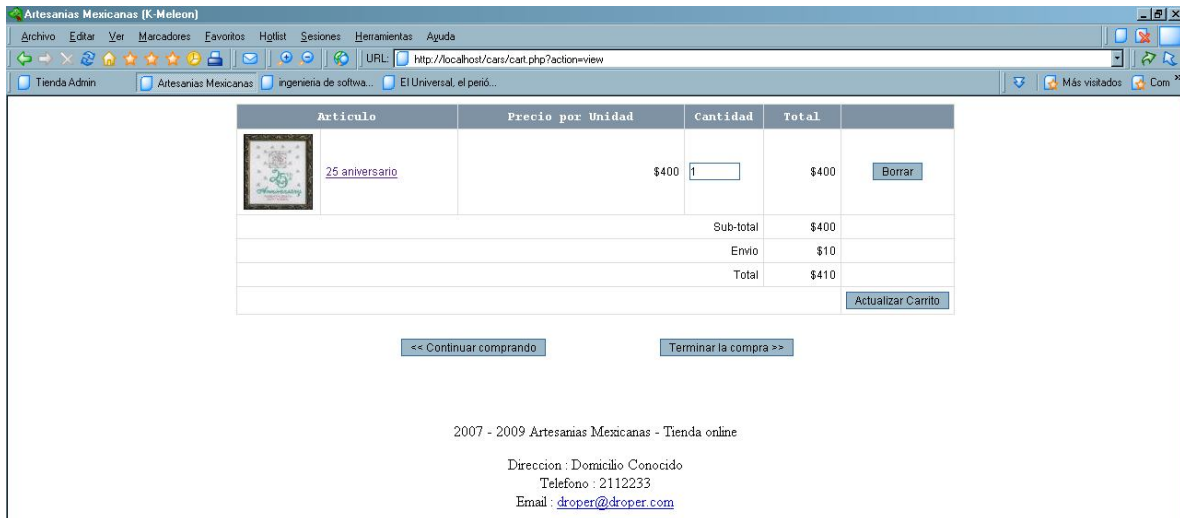 Artesanias Mexicanas (K-Meleon)
Archivo Editar Ver Marcadores Favoritos Hotlist Sesiones Herramientas Ayuda
URL: http://localhost/cars/cart.php?action=view
Tienda Admin Artesanias Mexicanas ingenieria de softwa... El Universal, el perió... Más visitados Com
Articulo Precio por Unidad Cantidad Total
25 aniversario $400 1 $400 Borrar
25th
Anniversary
Sub-total $400
Envio $10
Total $410
Actualizar Carrito
<< Continuar comprando Terminar la compra >>
2007 - 2009 Artesanias Mexicanas - Tienda online
Direccion : Domicilio Conocido
Telefono : 2112233
Email : droper@droper.com